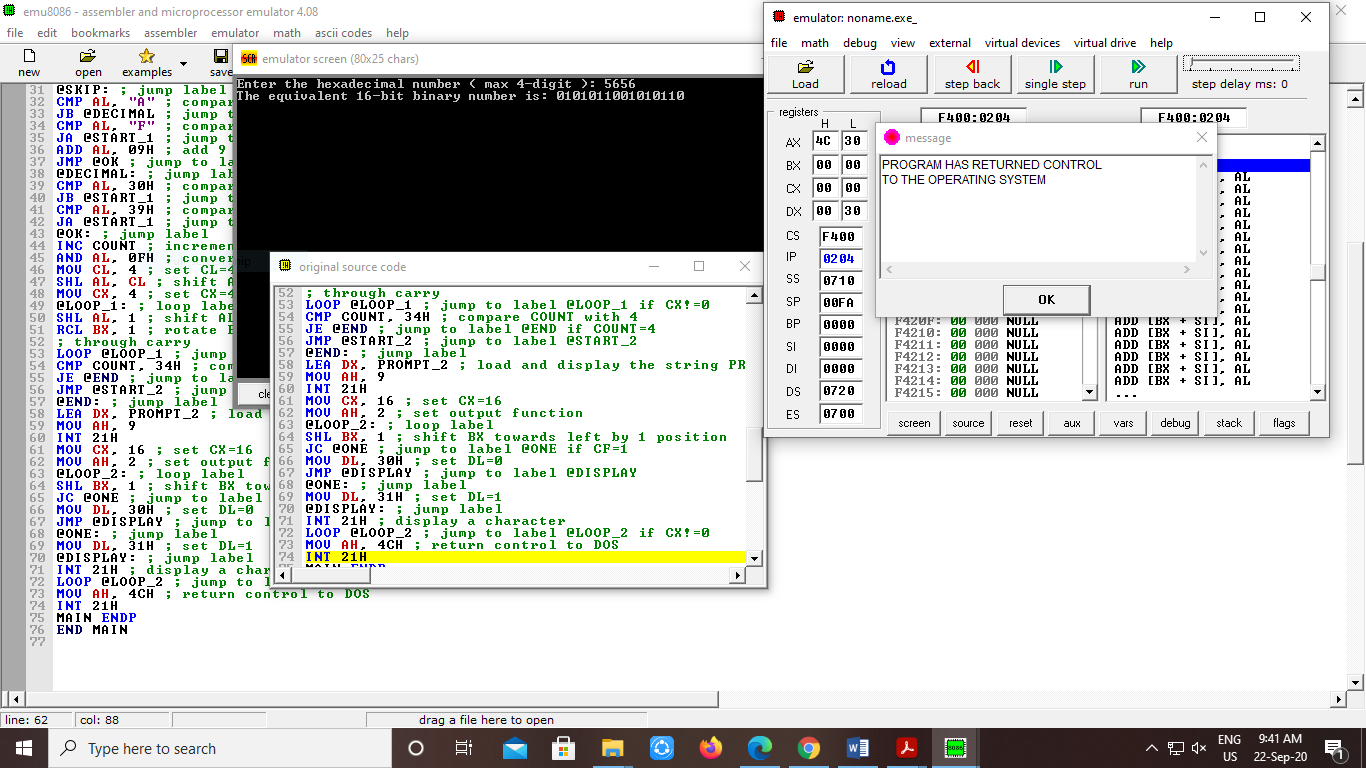 emu8086 - assembler and microprocessor emulator 4.08
file edit bookmarks assembler emulator math ascii codes help
new open examples save
31 @SKIP: ; jump label
32 CMP AL, "A" ; compar
33 JB @DECIMAL ; jump t
34 CMP AL, "F" ; compar
35 JA @START_1 ; jump t
36 ADD AL, 09H ; add 9
37 JMP @OK ; jump to la
38 @DECIMAL: ; jump lab
39 CMP AL, 30H ; compar
40 JB @START_1 ; jump t
41 CMP AL, 39H ; compar
42 JA @START_1 ; jump t
43 @OK: ; jump label
44 INC COUNT ; incremen
45 AND AL, 0FH ; conver
46 MOV CL, 4 ; set CL=4
47 SHL AL, CL ; shift A
48 MOV CX, 4 ; set CX=4
49 @LOOP_1: ; loop labe
50 SHL AL, 1 ; shift AL
51 RCL BX, 1 ; rotate B
52 ; through carry
53 LOOP @LOOP_1 ; jump
54 CMP COUNT, 34H ; com
55 JE @END ; jump to la
56 JMP @START_2 ; jump
57 @END: ; jump label
58 LEA DX, PROMPT_2 ; load
59 MOV AH, 9
60 INT 21H
61 MOV CX, 16 ; set CX=16
62 MOV AH, 2 ; set output f
63 @LOOP_2: ; loop label
64 SHL BX, 1 ; shift BX tow
65 JC @ONE ; jump to label
66 MOV DL, 30H ; set DL=0
67 JMP @DISPLAY ; jump to l
68 @ONE: ; jump label
69 MOV DL, 31H ; set DL=1
70 @DISPLAY: ; jump label
71 INT 21H ; display a char
72 LOOP @LOOP_2 ; jump to l
73 MOV AH, 4CH ; return control to DOS
74 INT 21H
75 MAIN ENDP
76 END MAIN
77
emulator screen (80x25 chars)
Enter the hexadecimal number ( max 4-digit ): 5656
The equivalent 16-bit binary number is: 0101011001010110
original source code
52 ; through carry
53 LOOP @LOOP_1 ; jump to label @LOOP_1 if CX!=0
54 CMP COUNT, 34H ; compare COUNT with 4
55 JE @END ; jump to label @END if COUNT=4
56 JMP @START_2 ; jump to label @START_2
57 @END: ; jump label
58 LEA DX, PROMPT_2 ; load and display the string PR
59 MOV AH, 9
60 INT 21H
61 MOV CX, 16 ; set CX=16
62 MOV AH, 2 ; set output function
63 @LOOP_2: ; loop label
64 SHL BX, 1 ; shift BX towards left by 1 position
65 JC @ONE ; jump to label @ONE if CF=1
66 MOV DL, 30H ; set DL=0
67 JMP @DISPLAY ; jump to label @DISPLAY
68 @ONE: ; jump label
69 MOV DL, 31H ; set DL=1
70 @DISPLAY: ; jump label
71 INT 21H ; display a character
72 LOOP @LOOP_2 ; jump to label @LOOP_2 if CX!=0
73 MOV AH, 4CH ; return control to DOS
74 INT 21H
75 MAIN ENDP
emulator: noname.exe_
file math debug view external virtual devices virtual drive help
Load reload step back single step run step delay ms: 0
registers
F400:0204 F400:0204
H L
AX 4C 30
BX 00 00
CX 00 00
DX 00 30
CS F400
IP 0204
SS 0710
SP 00FA
BP 0000
SI 0000
DI 0000
DS 0720
ES 0700
message
PROGRAM HAS RETURNED CONTROL
TO THE OPERATING SYSTEM
OK
, AL
, AL
, AL
, AL
, AL
, AL
, AL
, AL
, AL
, AL
, AL
, AL
F420F: 00 000 NULL ADD [BX + SI], AL
F4210: 00 000 NULL ADD [BX + SI], AL
F4211: 00 000 NULL ADD [BX + SI], AL
F4212: 00 000 NULL ADD [BX + SI], AL
F4213: 00 000 NULL ADD [BX + SI], AL
F4214: 00 000 NULL ADD [BX + SI], AL
F4215: 00 000 NULL ...
screen source reset aux vars debug stack flags
line: 62 col: 88 drag a file here to open
Type here to search
8086
ENG
US
9:41 AM
22-Sep-20
1